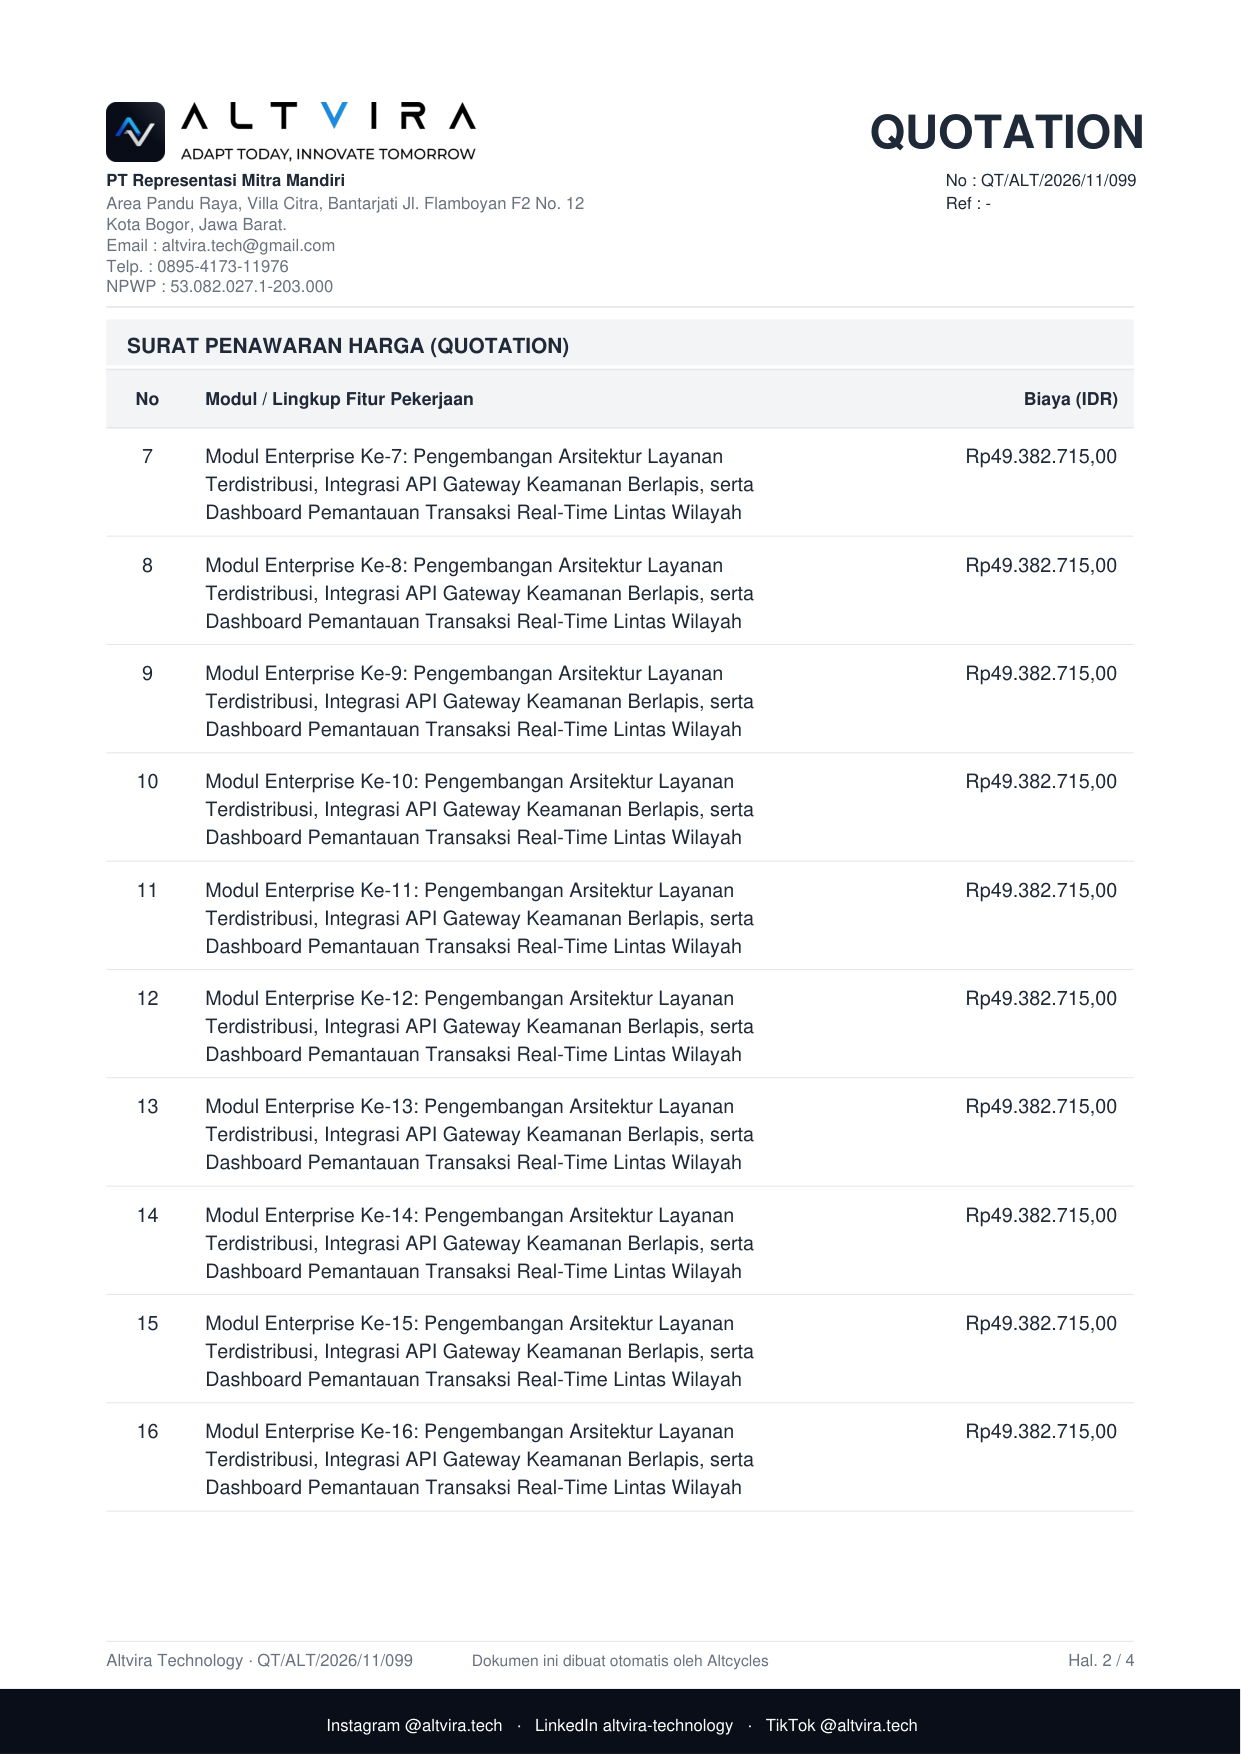 ALTVIRA
ADAPT TODAY, INNOVATE TOMORROW
QUOTATION
PT Representasi Mitra Mandiri
No : QT/ALT/2026/11/099
Area Pandu Raya, Villa Citra, Bantarjati Jl. Flamboyan F2 No. 12
Ref : -
Kota Bogor, Jawa Barat.
Email : altvira.tech@gmail.com
Telp. : 0895-4173-11976
NPWP : 53.082.027.1-203.000
SURAT PENAWARAN HARGA (QUOTATION)
No Modul / Lingkup Fitur Pekerjaan Biaya (IDR)
7 Modul Enterprise Ke-7: Pengembangan Arsitektur Layanan Rp49.382.715,00
Terdistribusi, Integrasi API Gateway Keamanan Berlapis, serta
Dashboard Pemantauan Transaksi Real-Time Lintas Wilayah
8 Modul Enterprise Ke-8: Pengembangan Arsitektur Layanan Rp49.382.715,00
Terdistribusi, Integrasi API Gateway Keamanan Berlapis, serta
Dashboard Pemantauan Transaksi Real-Time Lintas Wilayah
9 Modul Enterprise Ke-9: Pengembangan Arsitektur Layanan Rp49.382.715,00
Terdistribusi, Integrasi API Gateway Keamanan Berlapis, serta
Dashboard Pemantauan Transaksi Real-Time Lintas Wilayah
10 Modul Enterprise Ke-10: Pengembangan Arsitektur Layanan Rp49.382.715,00
Terdistribusi, Integrasi API Gateway Keamanan Berlapis, serta
Dashboard Pemantauan Transaksi Real-Time Lintas Wilayah
11 Modul Enterprise Ke-11: Pengembangan Arsitektur Layanan Rp49.382.715,00
Terdistribusi, Integrasi API Gateway Keamanan Berlapis, serta
Dashboard Pemantauan Transaksi Real-Time Lintas Wilayah
12 Modul Enterprise Ke-12: Pengembangan Arsitektur Layanan Rp49.382.715,00
Terdistribusi, Integrasi API Gateway Keamanan Berlapis, serta
Dashboard Pemantauan Transaksi Real-Time Lintas Wilayah
13 Modul Enterprise Ke-13: Pengembangan Arsitektur Layanan Rp49.382.715,00
Terdistribusi, Integrasi API Gateway Keamanan Berlapis, serta
Dashboard Pemantauan Transaksi Real-Time Lintas Wilayah
14 Modul Enterprise Ke-14: Pengembangan Arsitektur Layanan Rp49.382.715,00
Terdistribusi, Integrasi API Gateway Keamanan Berlapis, serta
Dashboard Pemantauan Transaksi Real-Time Lintas Wilayah
15 Modul Enterprise Ke-15: Pengembangan Arsitektur Layanan Rp49.382.715,00
Terdistribusi, Integrasi API Gateway Keamanan Berlapis, serta
Dashboard Pemantauan Transaksi Real-Time Lintas Wilayah
16 Modul Enterprise Ke-16: Pengembangan Arsitektur Layanan Rp49.382.715,00
Terdistribusi, Integrasi API Gateway Keamanan Berlapis, serta
Dashboard Pemantauan Transaksi Real-Time Lintas Wilayah
Altvira Technology · QT/ALT/2026/11/099 Dokumen ini dibuat otomatis oleh Altcycles Hal. 2 / 4
Instagram @altvira.tech · LinkedIn altvira-technology · TikTok @altvira.tech